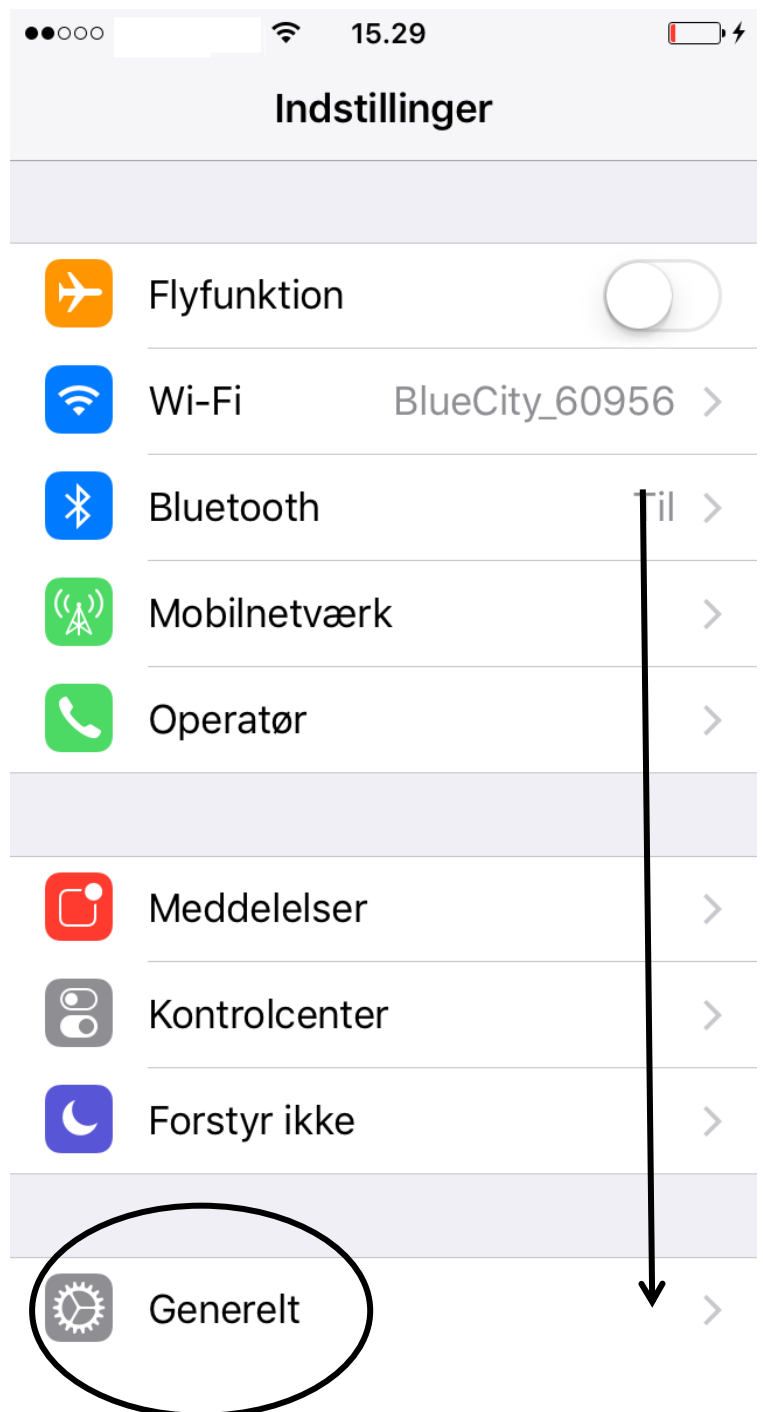 15.29
Indstillinger
Flyfunktion
Wi-Fi BlueCity_60956
Bluetooth Til
Mobilnetværk
Operatør
Meddelelser
Kontrolcenter
Forstyr ikke
Generelt